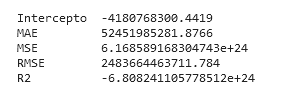 Intercepto -4180768300.4419
MAE 52451985281.8766
MSE 6.168589168304743e+24
RMSE 2483664463711.784
R2 -6.808241105778512e+24